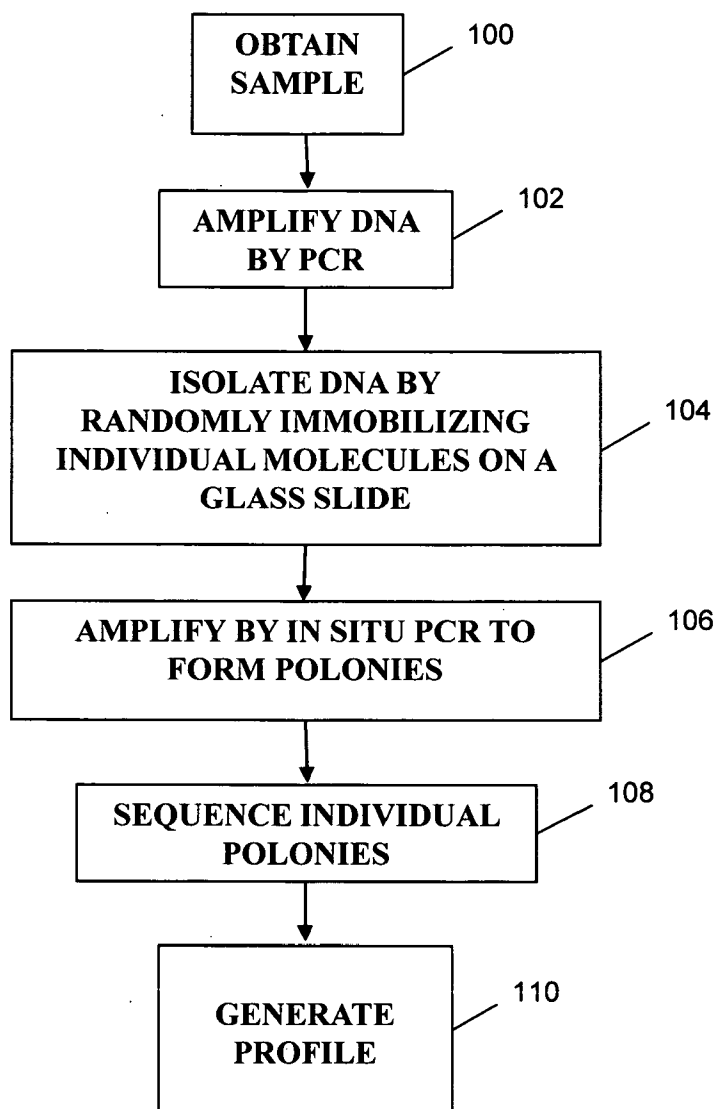 OBTAIN
SAMPLE
100
AMPLIFY DNA
BY PCR
102
ISOLATE DNA BY
RANDOMLY IMMOBILIZING
INDIVIDUAL MOLECULES ON A
GLASS SLIDE
104
AMPLIFY BY IN SITU PCR TO
FORM POLONIES
106
SEQUENCE INDIVIDUAL
POLONIES
108
GENERATE
PROFILE
110